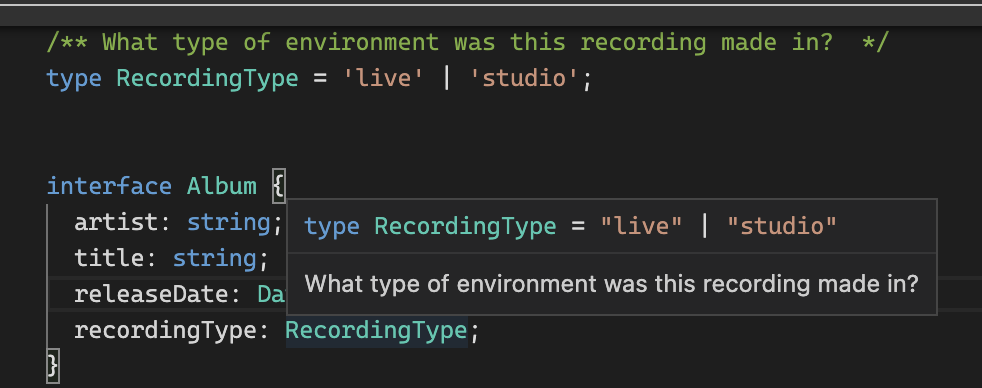 /** What type of environment was this recording made in?  */
type RecordingType = 'live' | 'studio';
interface Album {
artist: string;
title: string;
releaseDate: Da
recordingType: RecordingType;
}
type RecordingType = "live" | "studio"
What type of environment was this recording made in?